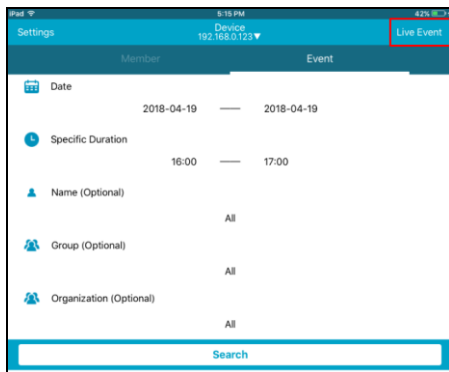 iPad 5:15 PM 42%
Settings Device Live Event
192.168.0.123▼
Member Event
Date
2018-04-19 — 2018-04-19
Specific Duration
16:00 — 17:00
Name (Optional)
All
Group (Optional)
All
Organization (Optional)
All
Search